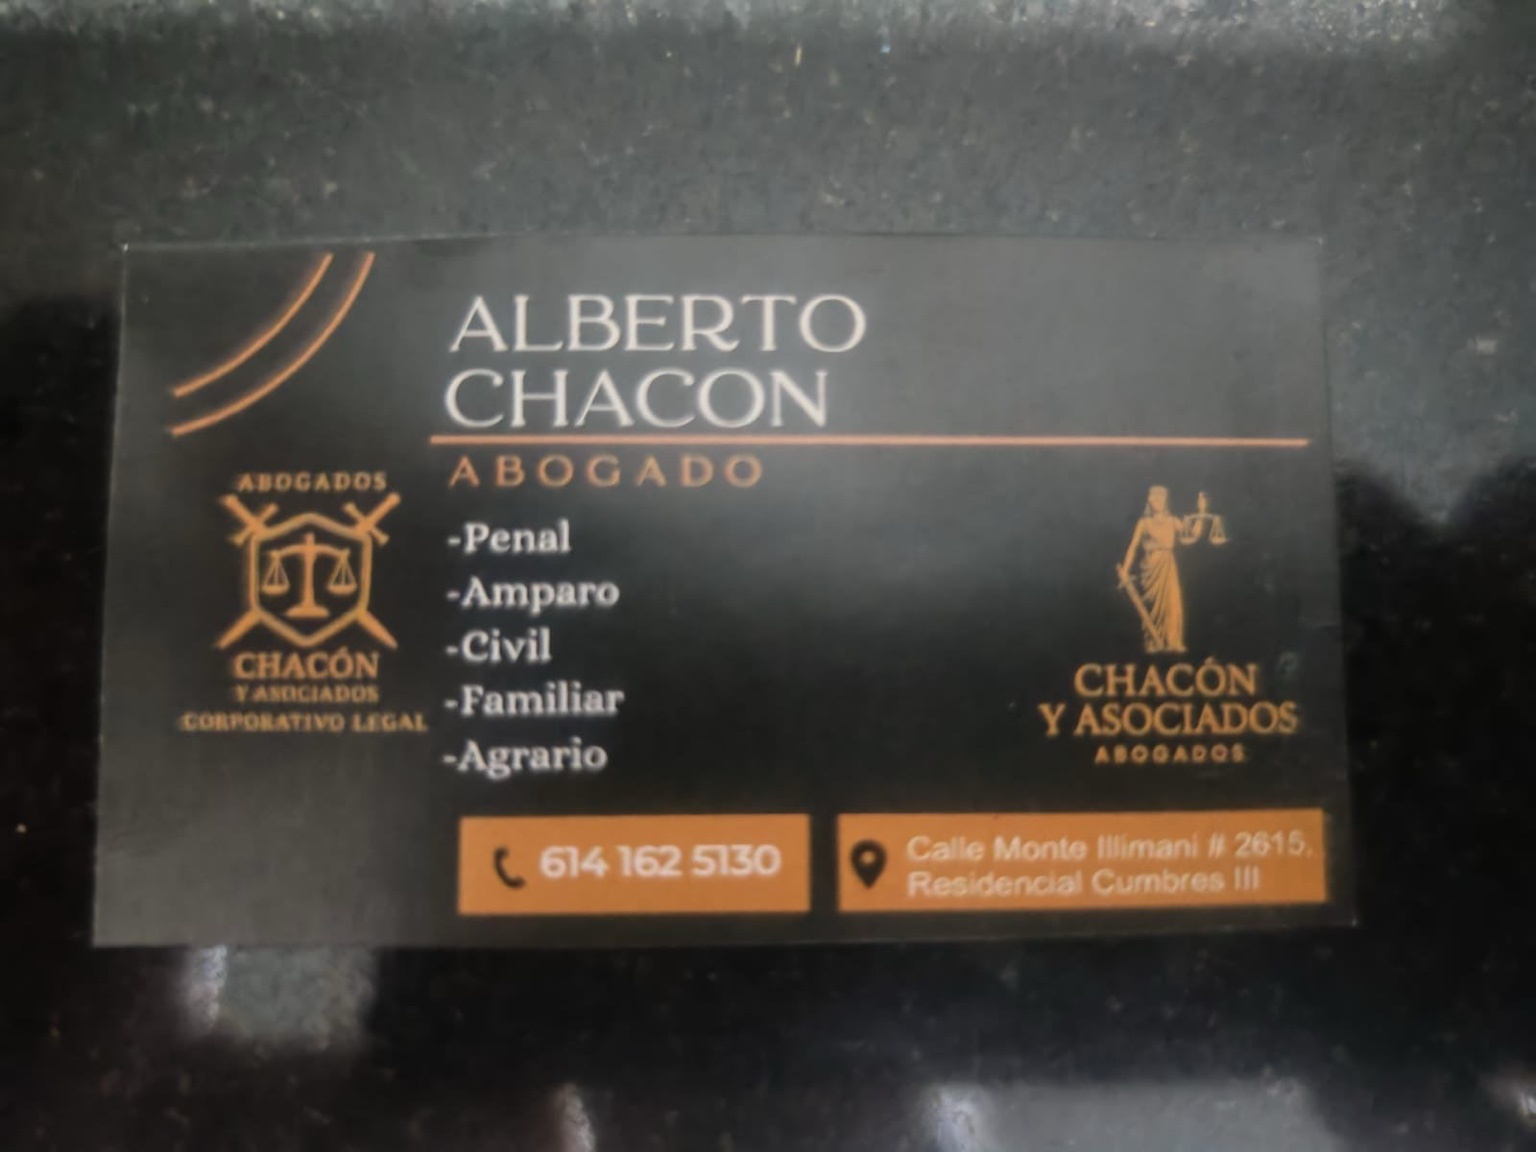 ALBERTO
CHACON
ABOGADO
ABOGADOS
CHACÓN
Y ASOCIADOS
CORPORATIVO LEGAL
-Penal
-Amparo
-Civil
-Familiar
-Agrario
CHACÓN
Y ASOCIADOS
ABOGADOS
614 162 5130
Calle Monte Illimani # 2615,
Residencial Cumbres III